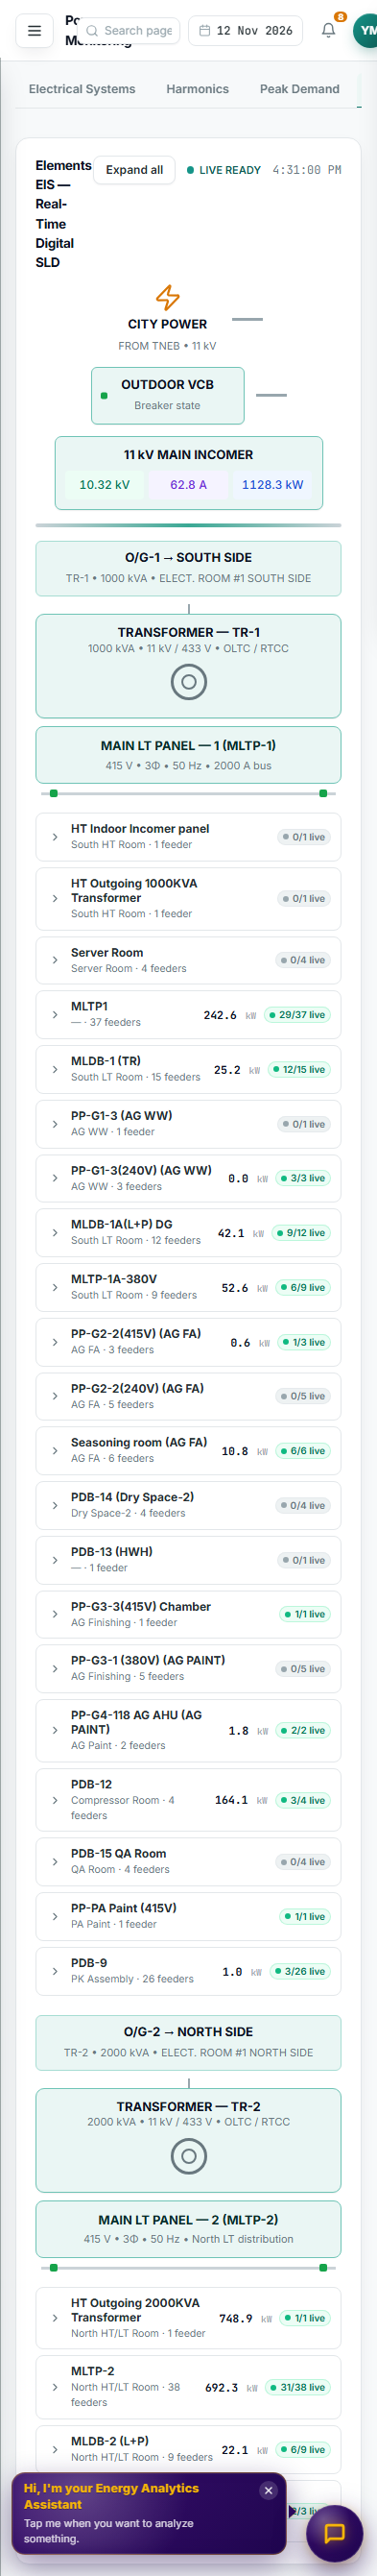 Search page
12 Nov 2026
8
YM
Electrical Systems
Harmonics
Peak Demand
Elements
EIS —
Real-
Time
Digital
SLD
Expand all
LIVE READY
4:31:00 PM
CITY POWER
FROM TNEB • 11 kV
OUTDOOR VCB
Breaker state
11 kV MAIN INCOMER
10.32 kV
62.8 A
1128.3 kW
O/G-1 → SOUTH SIDE
TR-1 • 1000 kVA • ELECT. ROOM #1 SOUTH SIDE
TRANSFORMER — TR-1
1000 kVA • 11 kV / 433 V • OLTC / RTCC
MAIN LT PANEL — 1 (MLTP-1)
415 V • 3Φ • 50 Hz • 2000 A bus
HT Indoor Incomer panel
South HT Room · 1 feeder
0/1 live
HT Outgoing 1000KVA
Transformer
South HT Room · 1 feeder
0/1 live
Server Room
Server Room · 4 feeders
0/4 live
MLTP1
— · 37 feeders
242.6 kW
29/37 live
MLDB-1 (TR)
South LT Room · 15 feeders
25.2 kW
12/15 live
PP-G1-3 (AG WW)
AG WW · 1 feeder
0/1 live
PP-G1-3(240V) (AG WW)
AG WW · 3 feeders
0.0 kW
3/3 live
MLDB-1A(L+P) DG
South LT Room · 12 feeders
42.1 kW
9/12 live
MLTP-1A-380V
South LT Room · 9 feeders
52.6 kW
6/9 live
PP-G2-2(415V) (AG FA)
AG FA · 3 feeders
0.6 kW
1/3 live
PP-G2-2(240V) (AG FA)
AG FA · 5 feeders
0/5 live
Seasoning room (AG FA)
AG FA · 6 feeders
10.8 kW
6/6 live
PDB-14 (Dry Space-2)
Dry Space-2 · 4 feeders
0/4 live
PDB-13 (HWH)
— · 1 feeder
0/1 live
PP-G3-3(415V) Chamber
AG Finishing · 1 feeder
1/1 live
PP-G3-1 (380V) (AG PAINT)
AG Finishing · 5 feeders
0/5 live
PP-G4-118 AG AHU (AG
PAINT)
AG Paint · 2 feeders
1.8 kW
2/2 live
PDB-12
Compressor Room · 4
feeders
164.1 kW
3/4 live
PDB-15 QA Room
QA Room · 4 feeders
0/4 live
PP-PA Paint (415V)
PA Paint · 1 feeder
1/1 live
PDB-9
PK Assembly · 26 feeders
1.0 kW
3/26 live
O/G-2 → NORTH SIDE
TR-2 • 2000 kVA • ELECT. ROOM #1 NORTH SIDE
TRANSFORMER — TR-2
2000 kVA • 11 kV / 433 V • OLTC / RTCC
MAIN LT PANEL — 2 (MLTP-2)
415 V • 3Φ • 50 Hz • North LT distribution
HT Outgoing 2000KVA
Transformer
North HT/LT Room · 1 feeder
748.9 kW
1/1 live
MLTP-2
North HT/LT Room · 38
feeders
692.3 kW
31/38 live
MLDB-2 (L+P)
North HT/LT Room · 9 feeders
22.1 kW
6/9 live
Hi, I'm your Energy Analytics
Assistant
Tap me when you want to analyze
something.
/3 live